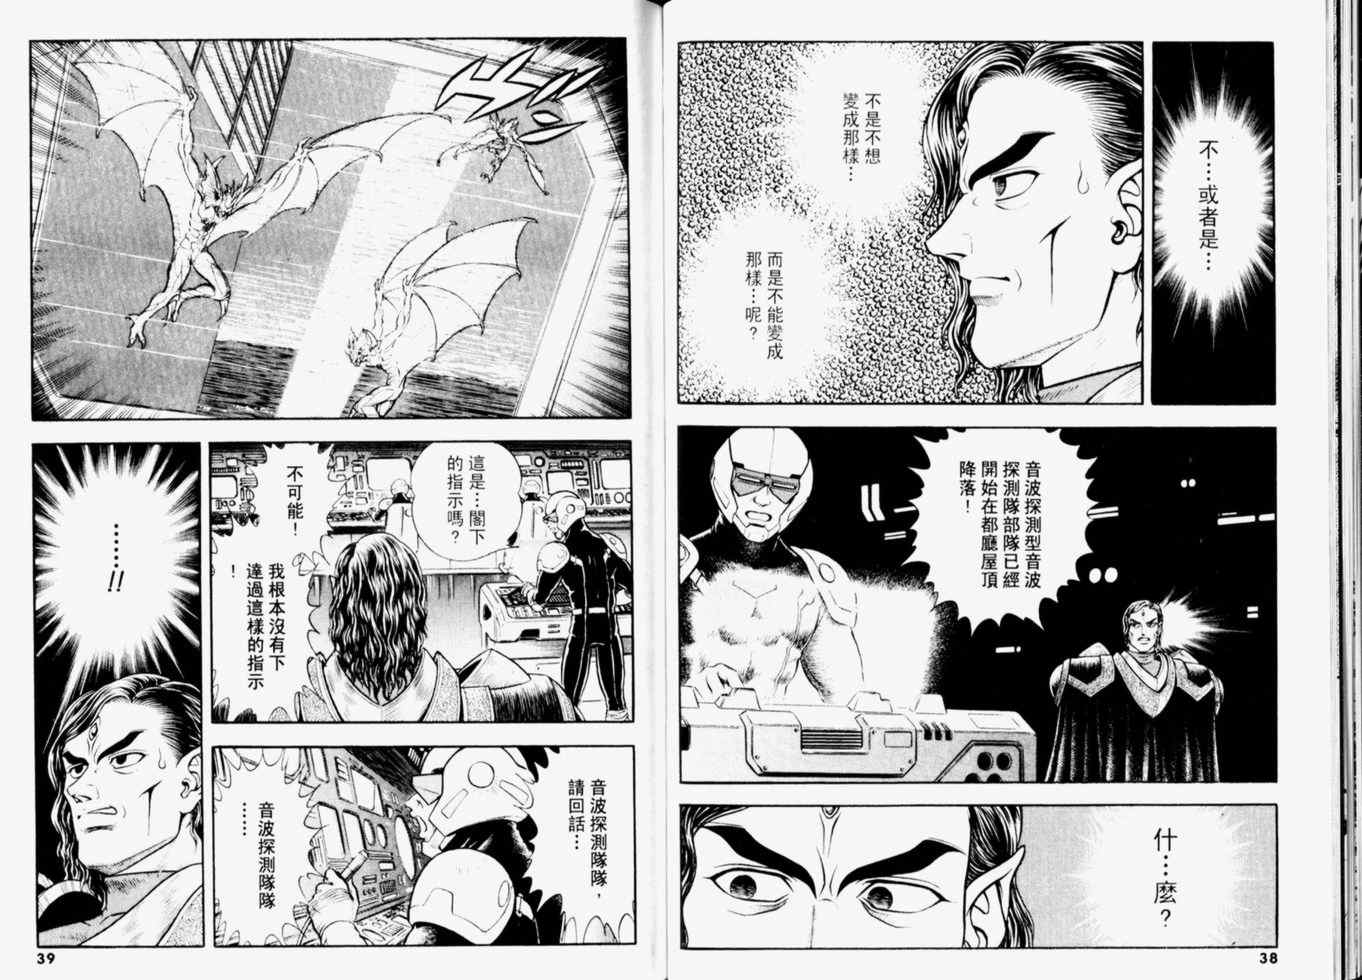 不…或者是…
不是不想
變成那樣…
而是不能變成
那樣…呢?
音波探測型音波
探測隊部隊已經
開始在都廳屋頂
降落!
什…麼?
38
這是…閣下
的指示嗎?
不可能!
我根本沒有下
達過這樣的指示
!
音波探測隊隊,
請回話…
音波探測隊隊
……
……!!
39